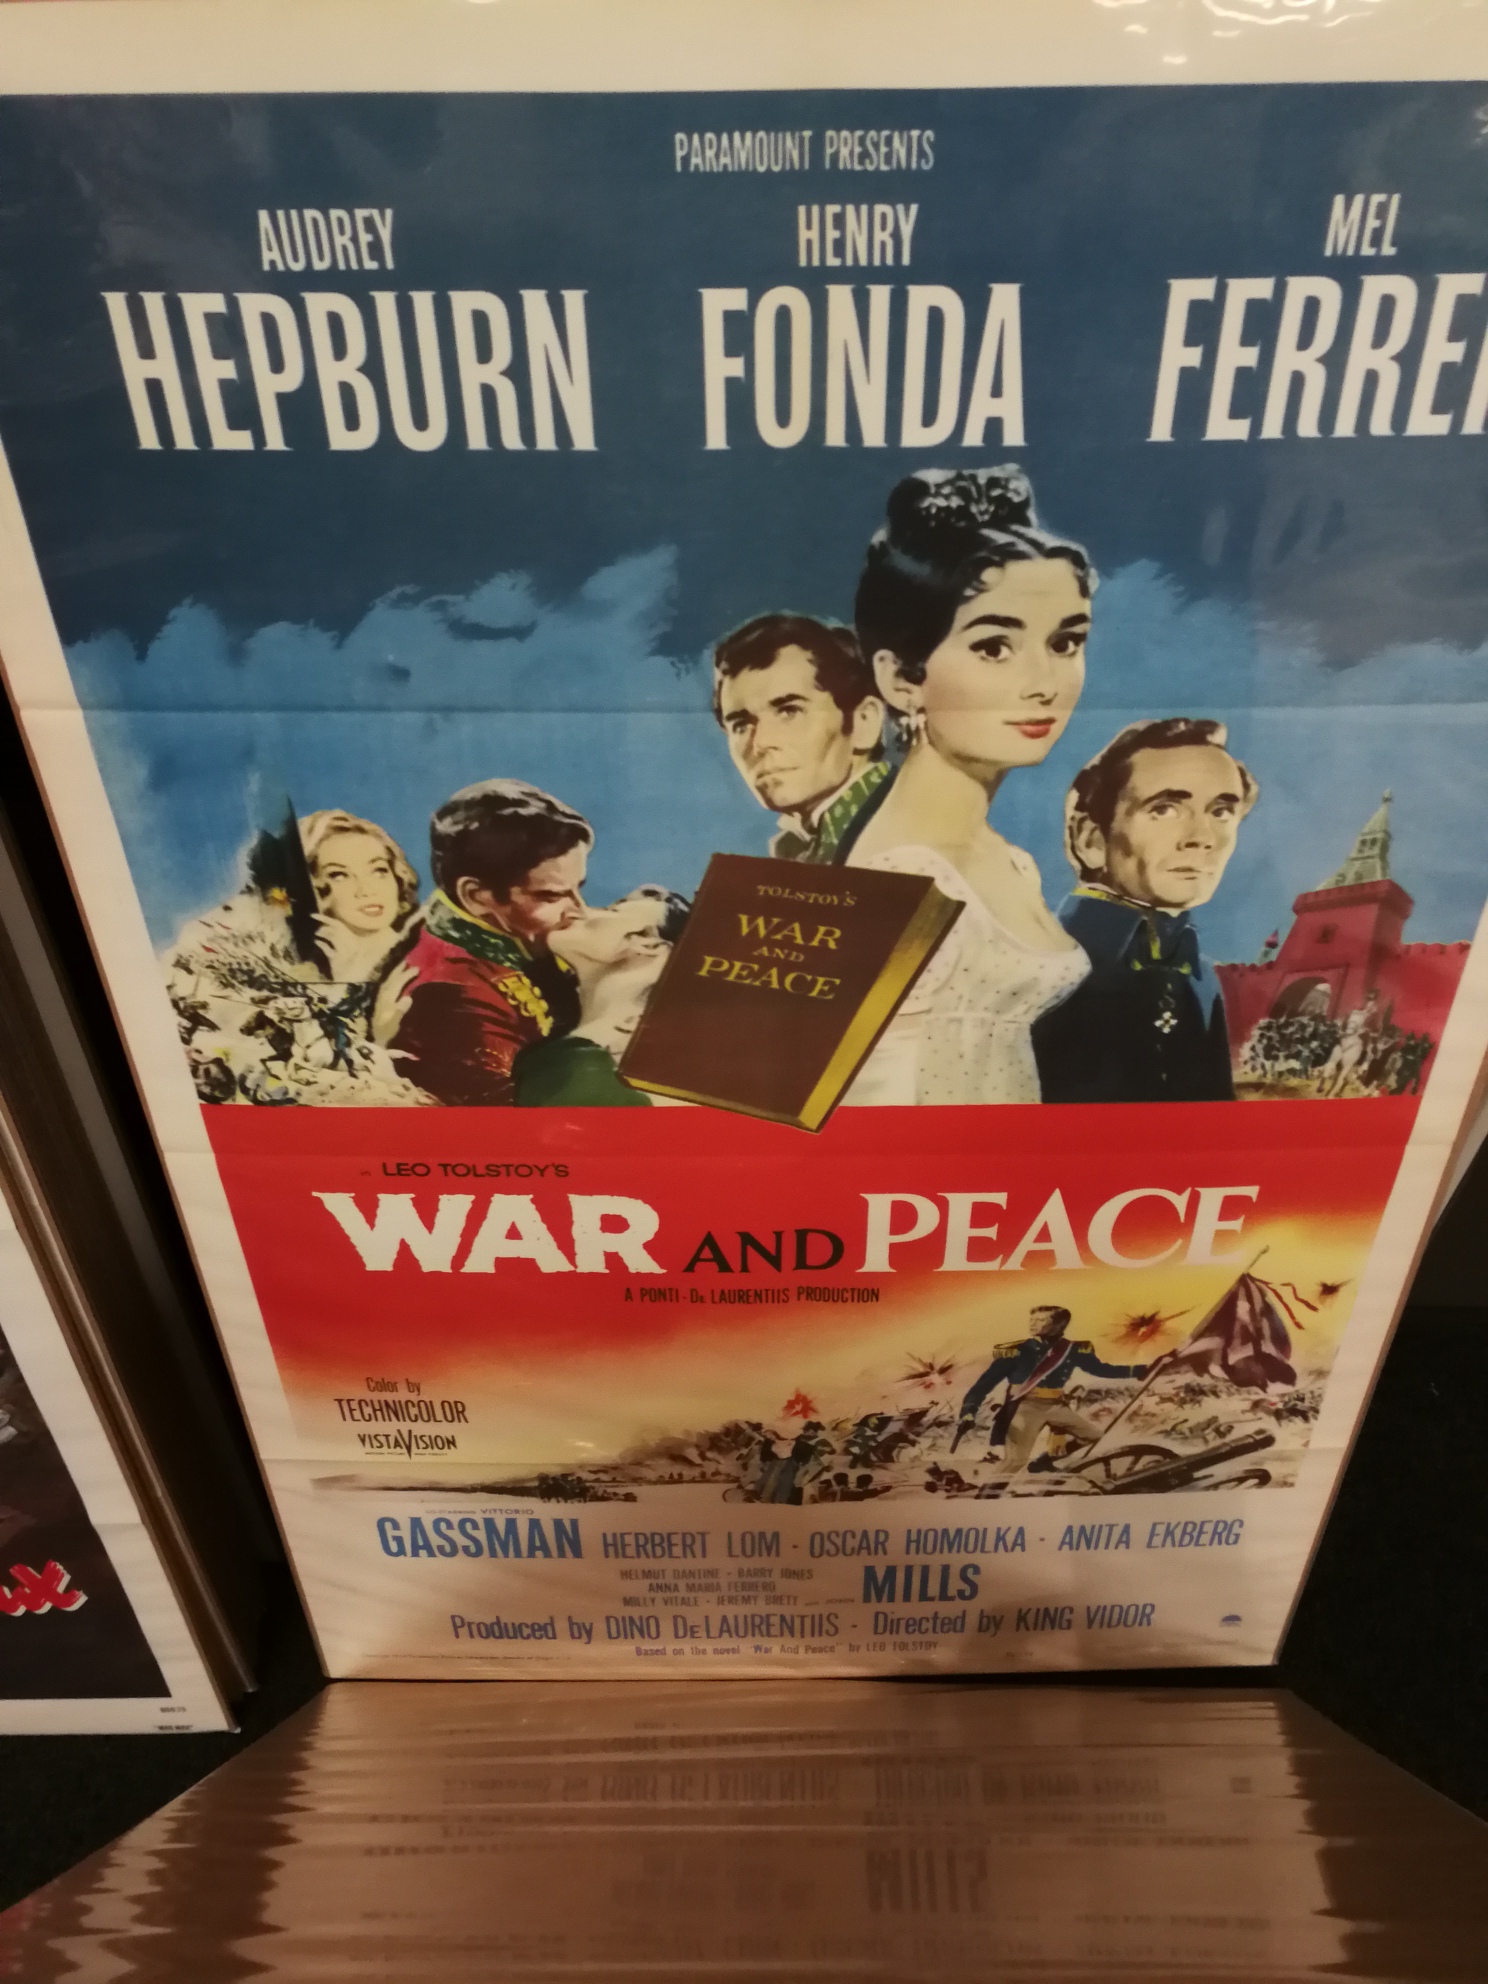 PARAMOUNT PRESENTS
AUDREY HENRY MEL
HEPBURN FONDA FERRE
TOLSTOY'S
WAR
AND
PEACE
LEO TOLSTOY'S
WAR AND PEACE
A PONTI-De LAURENTIIS PRODUCTION
Color by
TECHNICOLOR
VISTAVISION
VITTORIO
GASSMAN HERBERT LOM · OSCAR HOMOLKA · ANITA EKBERG
HELMUT DANTINE · BARRY JONES
ANNA MARIA FERRERO
MILLY VITALE · JEREMY BRETT AND JOHN MILLS
Produced by DINO DeLAURENTIIS · Directed by KING VIDOR
Based on the novel "War And Peace" by LEO TOLSTOY